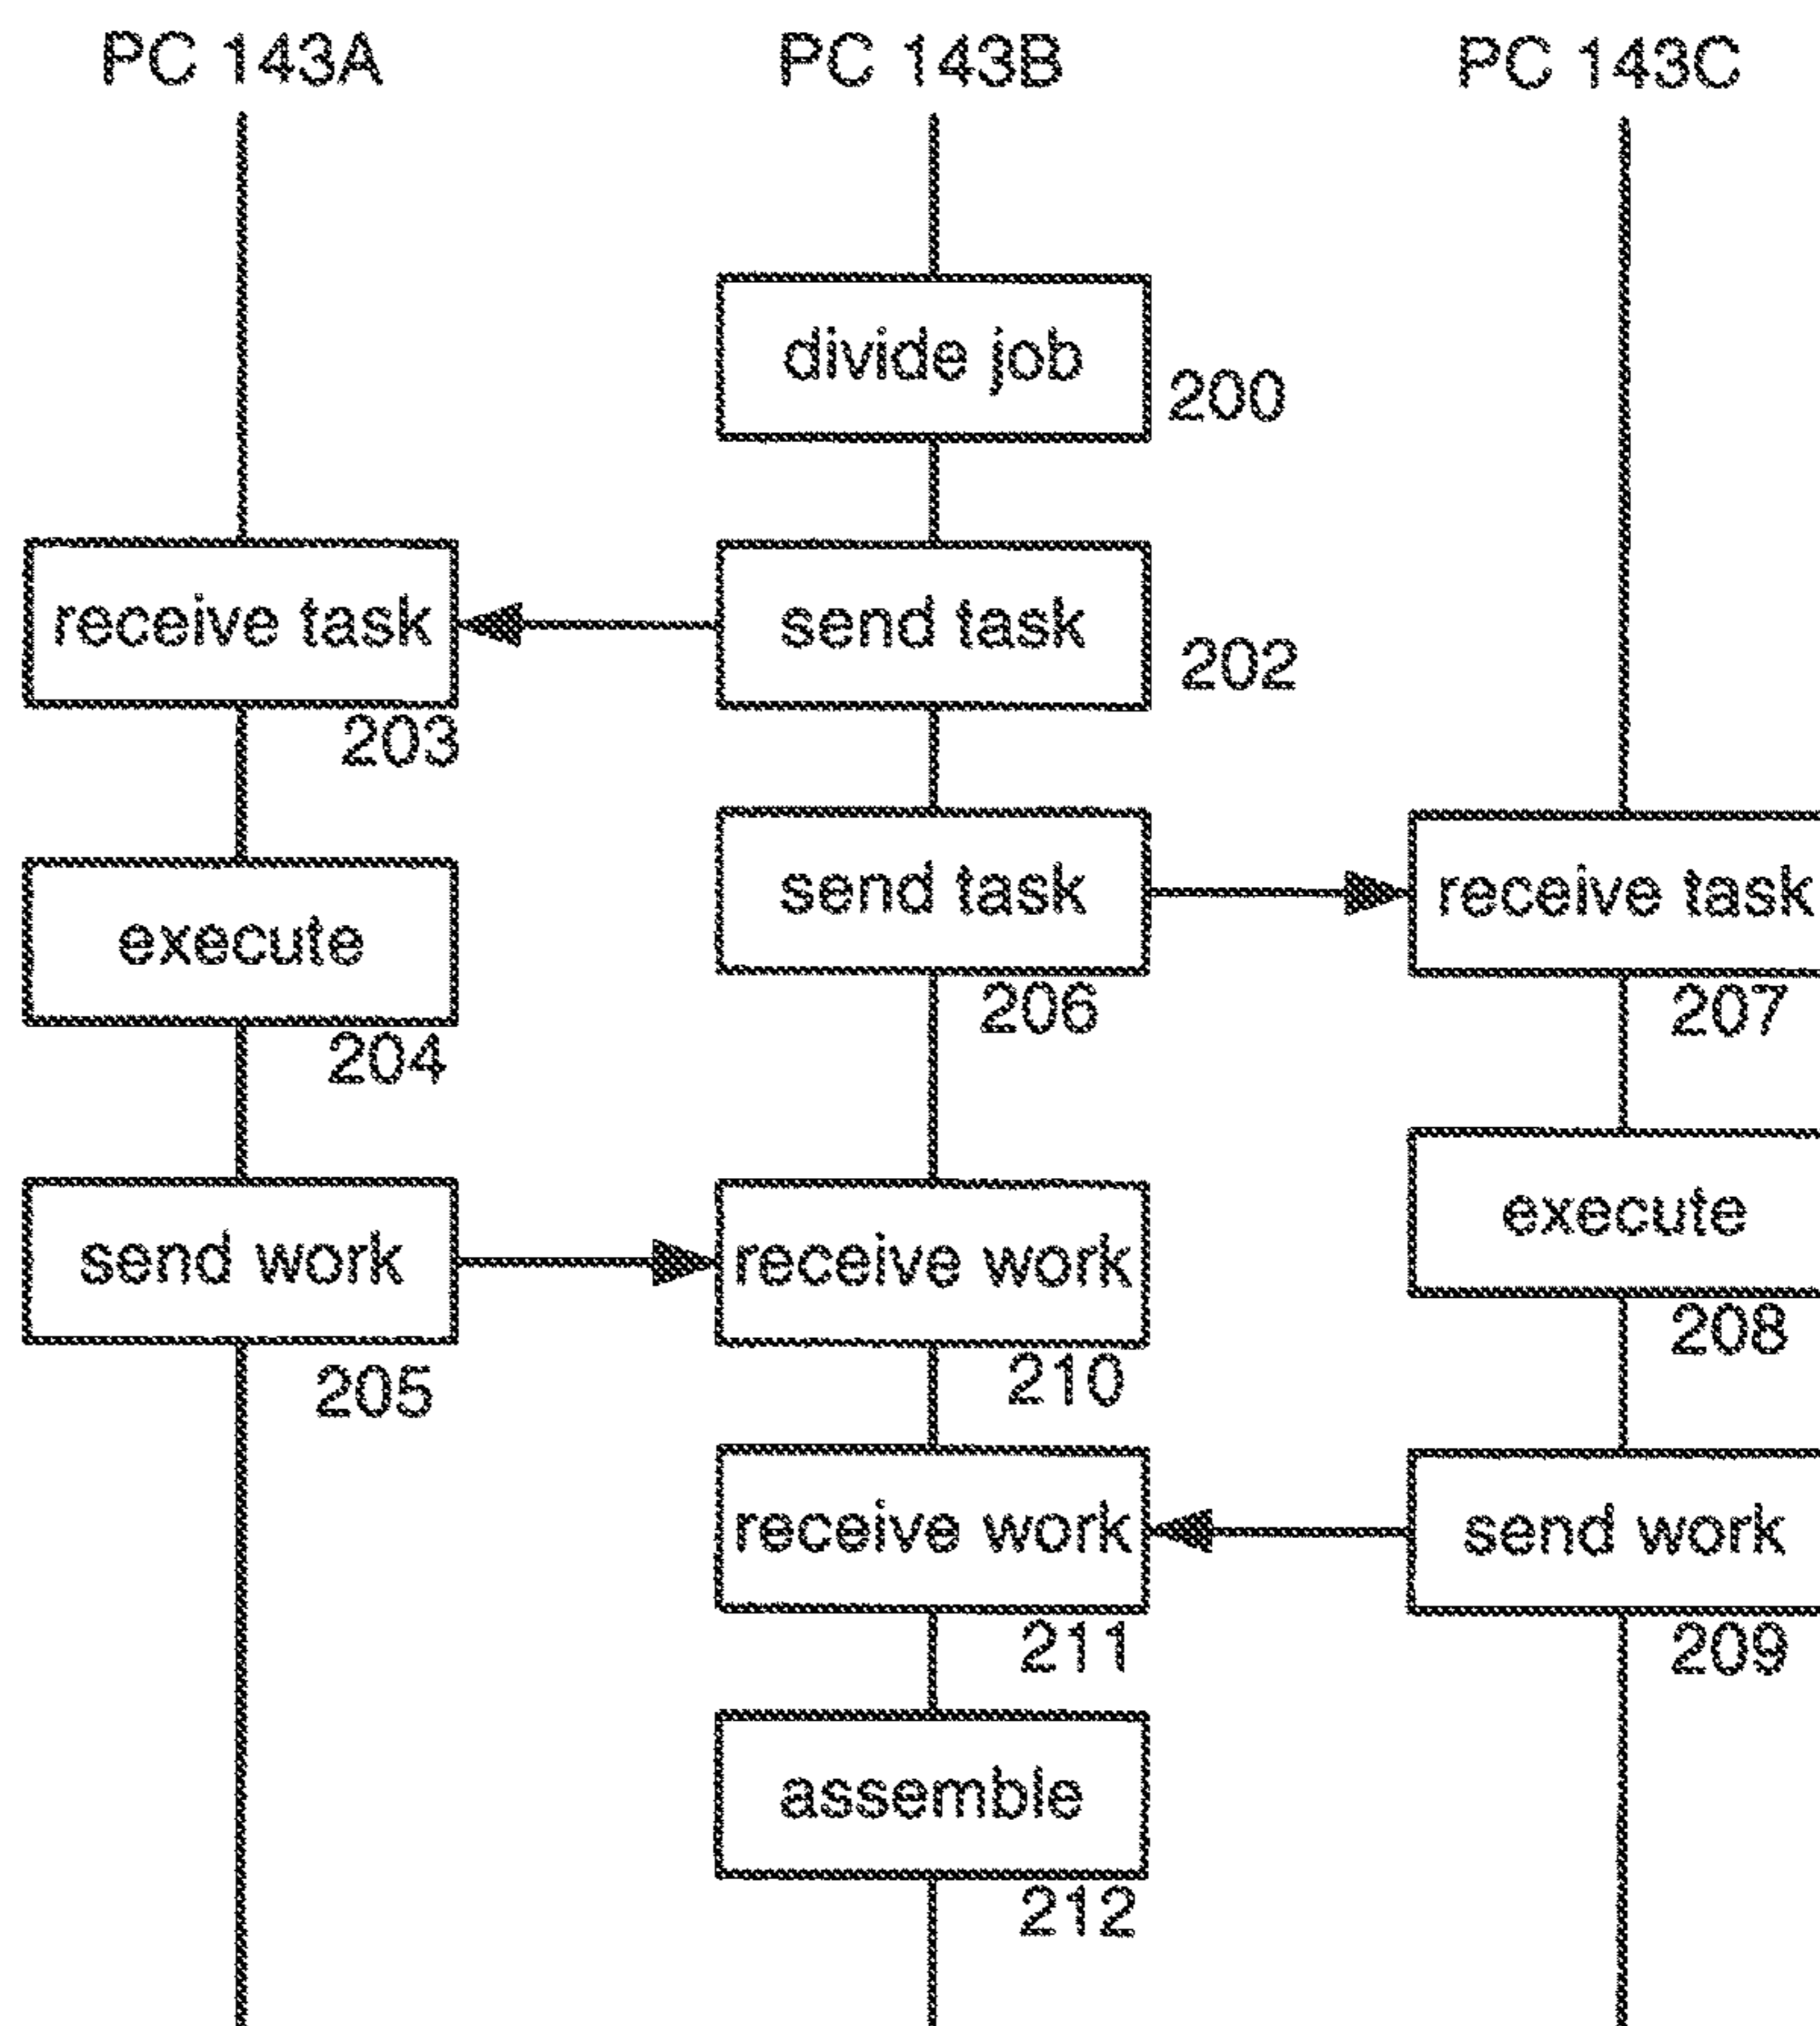 PC 143A PC 143B PC 143C
divide job
200
receive task send task
202
203
send task receive task
execute
206 207
204
execute
send work receive work
208
210
205
receive work send work
211 209
assemble
212